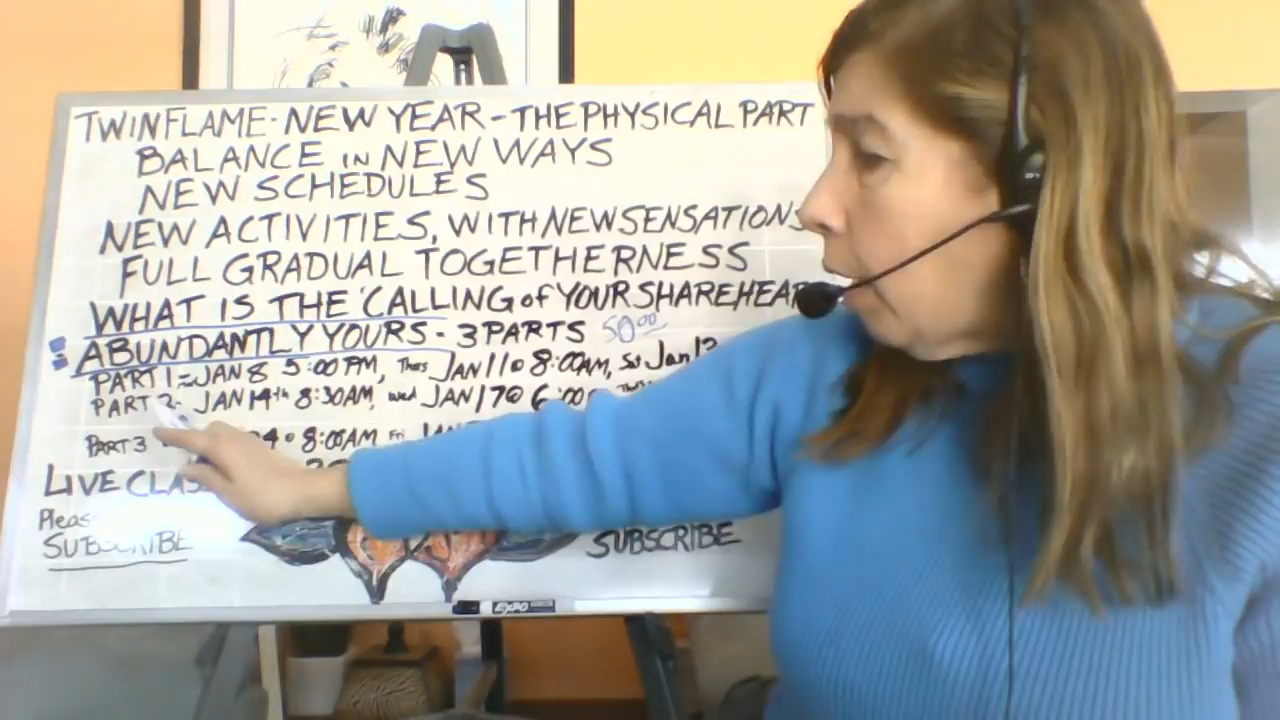 TWINFLAME- NEW YEAR - THE PHYSICAL PART
BALANCE IN NEW WAYS
NEW SCHEDULES
NEW ACTIVITIES, WITH NEW SENSATIONS
FULL GRADUAL TOGETHERNESS
WHAT IS THE CALLING of YOUR
ABUNDANTLY YOURS - 3 PARTS 50.00
PART 1 = JAN 8 5:00 PM, Thurs JAN 11 @ 8:00AM, Sat Jan
PART 2- JAN 14th 8:30AM, Wed JAN 17@ 6:00
PART 3 8:00AM Fri
LIVE
SUBSCRIBE
SUBSCRIBE
EXPO